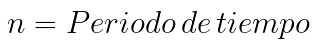 n = Periodo de tiempo